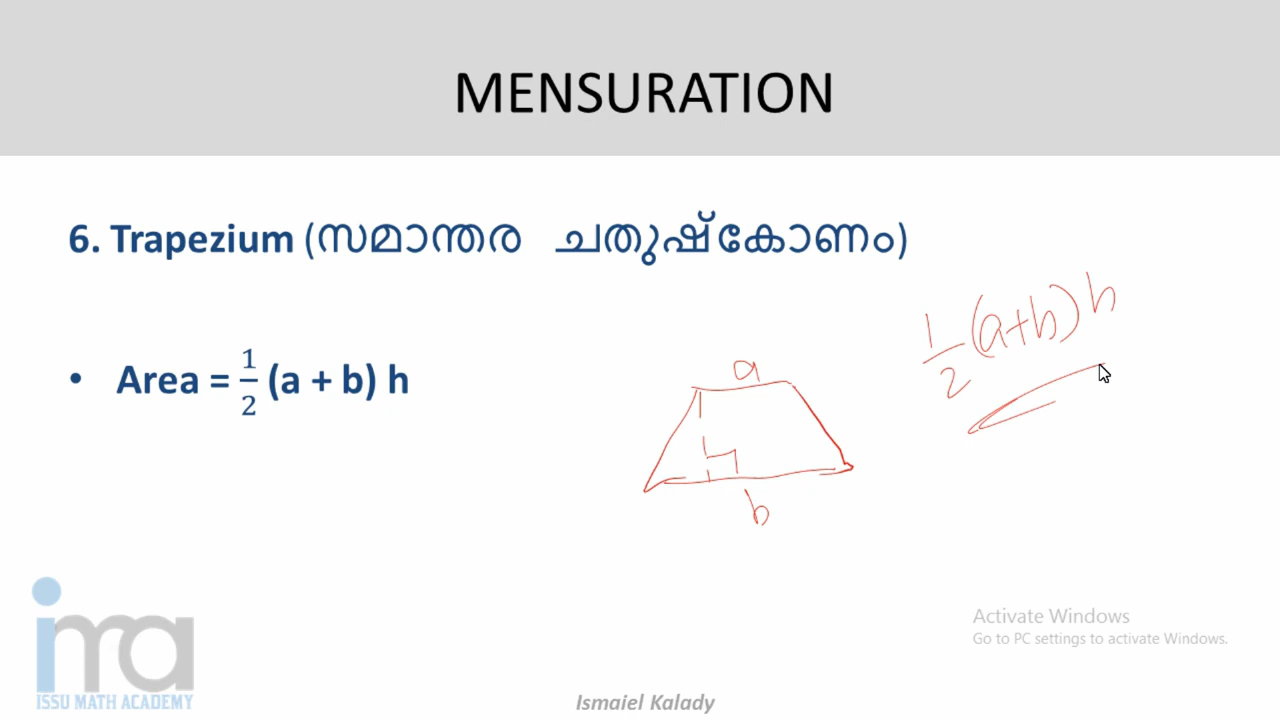 MENSURATION
6. Trapezium (സമാന്തര ചതുഷ്കോണം)
• Area = 1/2 (a + b) h
1/2 (a+b) h
a
b
ima
ISSU MATH ACADEMY
Ismaiel Kalady
Activate Windows
Go to PC settings to activate Windows.